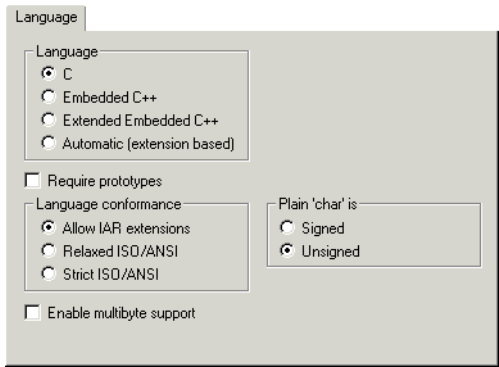 Language
Language
C
Embedded C++
Extended Embedded C++
Automatic (extension based)
Require prototypes
Language conformance
Allow IAR extensions
Relaxed ISO/ANSI
Strict ISO/ANSI
Plain 'char' is
Signed
Unsigned
Enable multibyte support